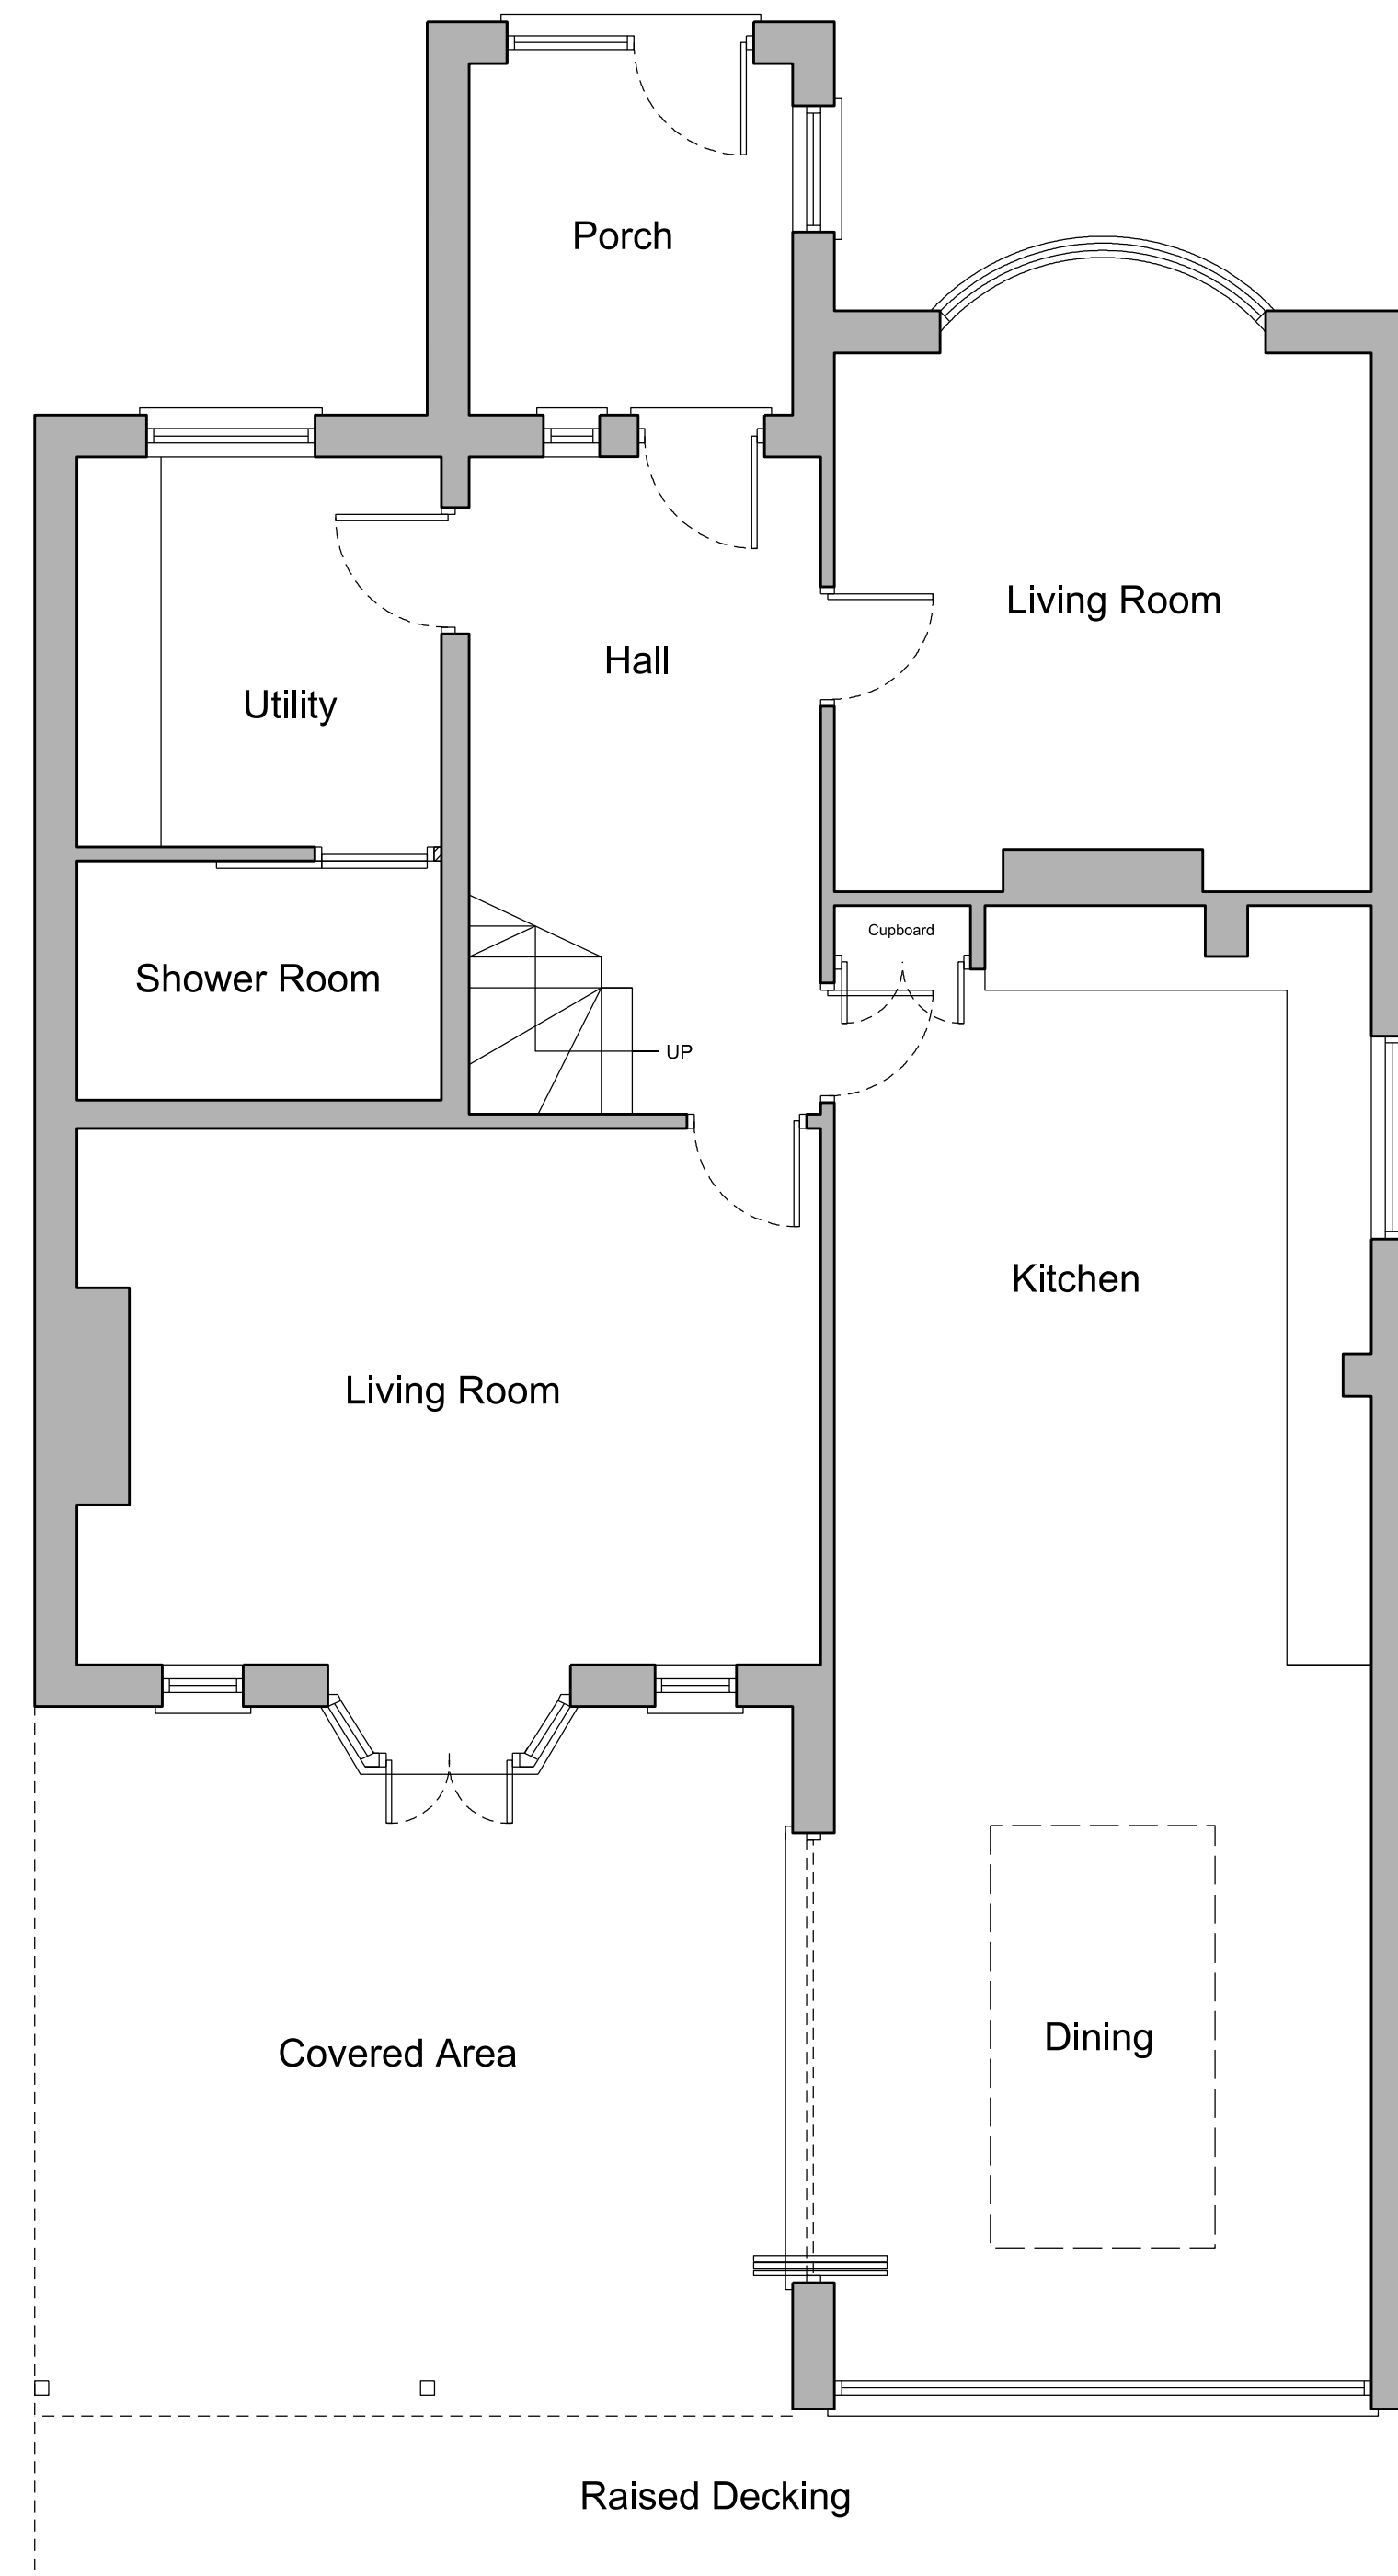 Porch
Living Room
Hall
Utility
Cupboard
Shower Room
UP
Kitchen
Living Room
Dining
Covered Area
Raised Decking